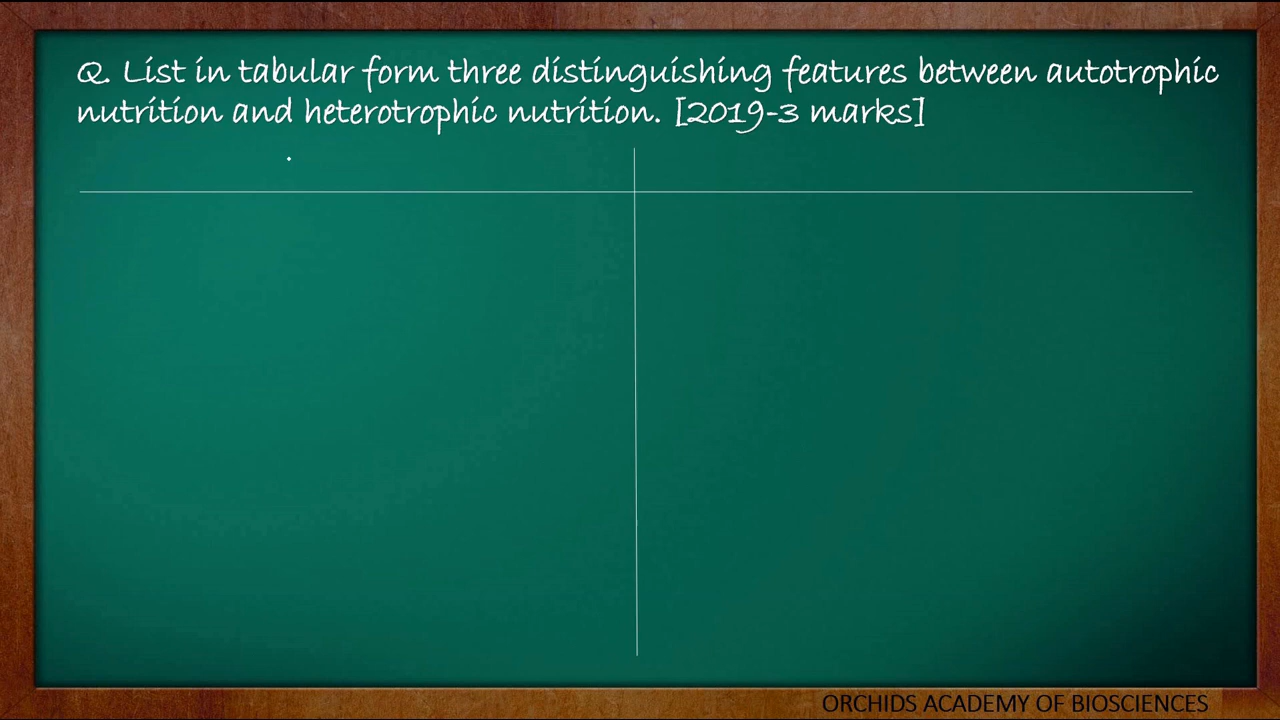 Q. List in tabular form three distinguishing features between autotrophic
nutrition and heterotrophic nutrition. [2019-3 marks]
ORCHIDS ACADEMY OF BIOSCIENCES